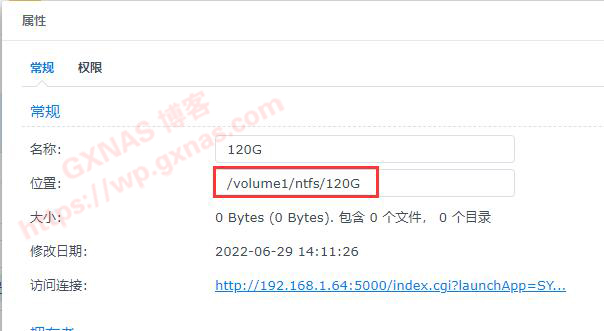 属性
常规 权限
常规
名称: 120G
位置: /volume1/ntfs/120G
大小: 0 Bytes (0 Bytes). 包含 0 个文件， 0 个目录
修改日期: 2022-06-29 14:11:26
访问连接: http://192.168.1.64:5000/index.cgi?launchApp=SY...
GXNAS 博客
https://wp.gxnas.com